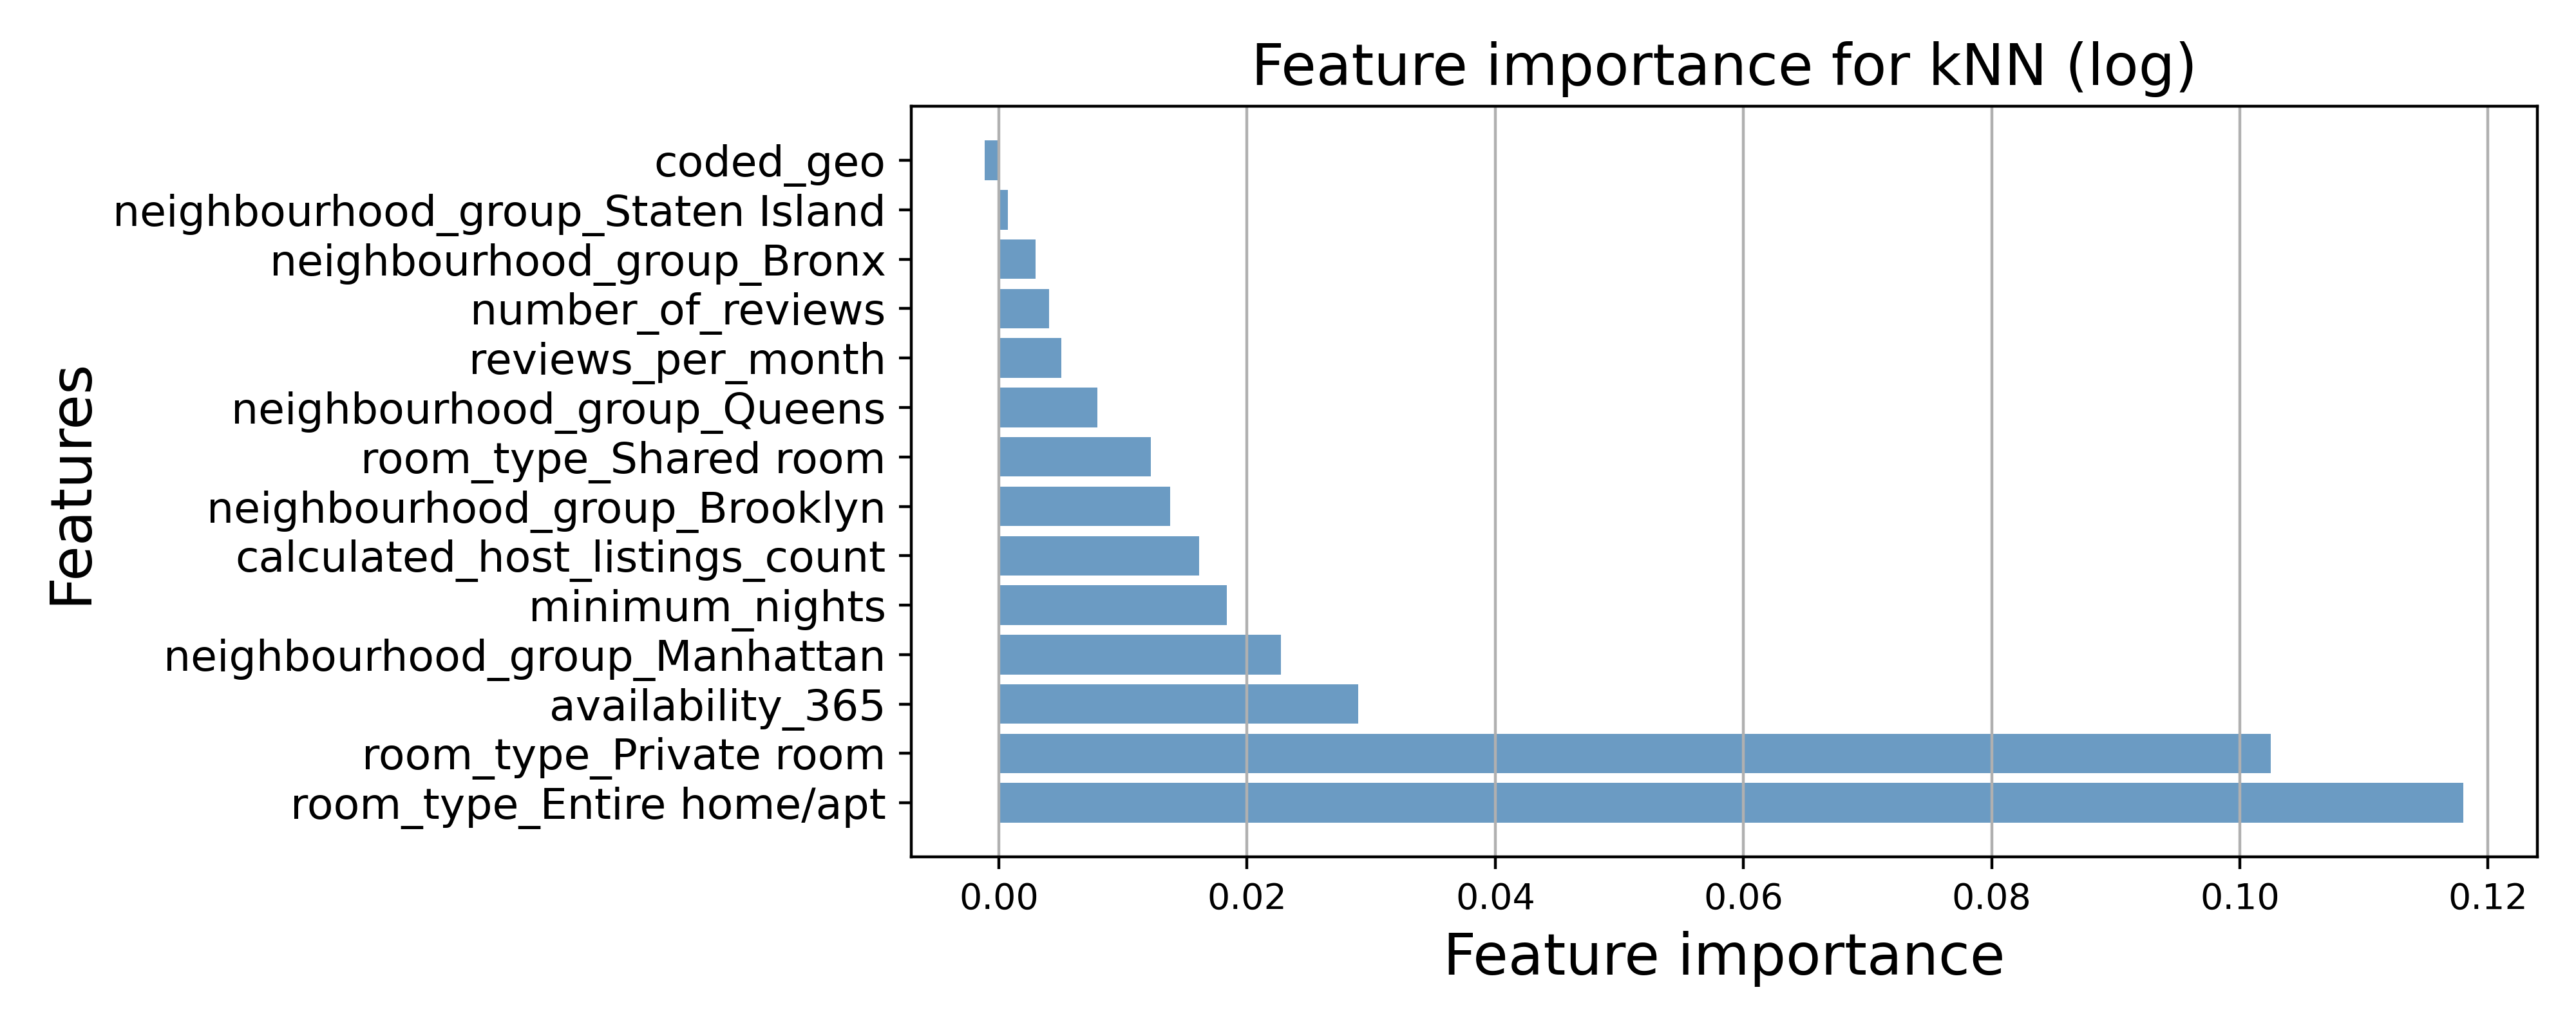 Feature importance for kNN (log)
Features
coded_geo
neighbourhood_group_Staten Island
neighbourhood_group_Bronx
number_of_reviews
reviews_per_month
neighbourhood_group_Queens
room_type_Shared room
neighbourhood_group_Brooklyn
calculated_host_listings_count
minimum_nights
neighbourhood_group_Manhattan
availability_365
room_type_Private room
room_type_Entire home/apt
0.00 0.02 0.04 0.06 0.08 0.10 0.12
Feature importance